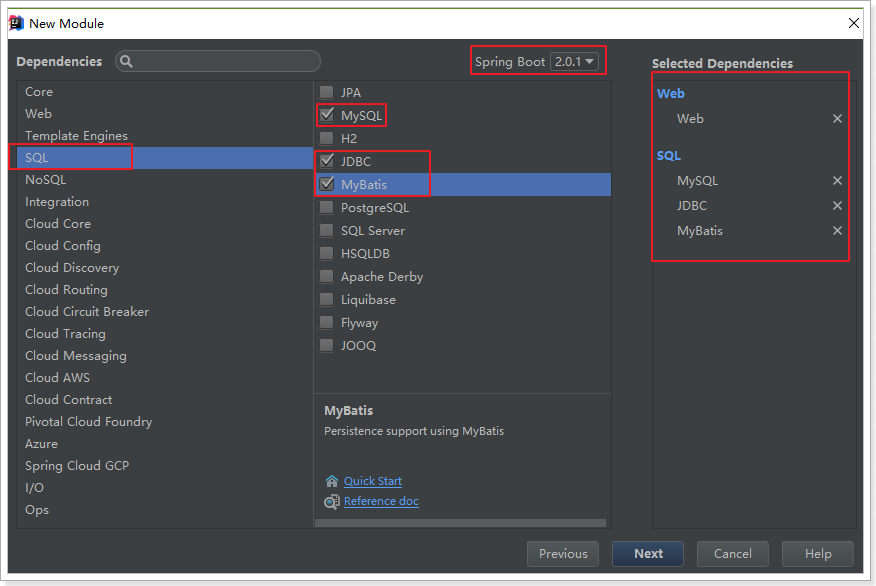 New Module
Dependencies
Spring Boot 2.0.1
Selected Dependencies
Core
Web
Template Engines
SQL
NoSQL
Integration
Cloud Core
Cloud Config
Cloud Discovery
Cloud Routing
Cloud Circuit Breaker
Cloud Tracing
Cloud Messaging
Cloud AWS
Cloud Contract
Pivotal Cloud Foundry
Azure
Spring Cloud GCP
I/O
Ops
JPA
MySQL
H2
JDBC
MyBatis
PostgreSQL
SQL Server
HSQLDB
Apache Derby
Liquibase
Flyway
JOOQ
MyBatis
Persistence support using MyBatis
Quick Start
Reference doc
Web
Web
SQL
MySQL
JDBC
MyBatis
Previous
Next
Cancel
Help